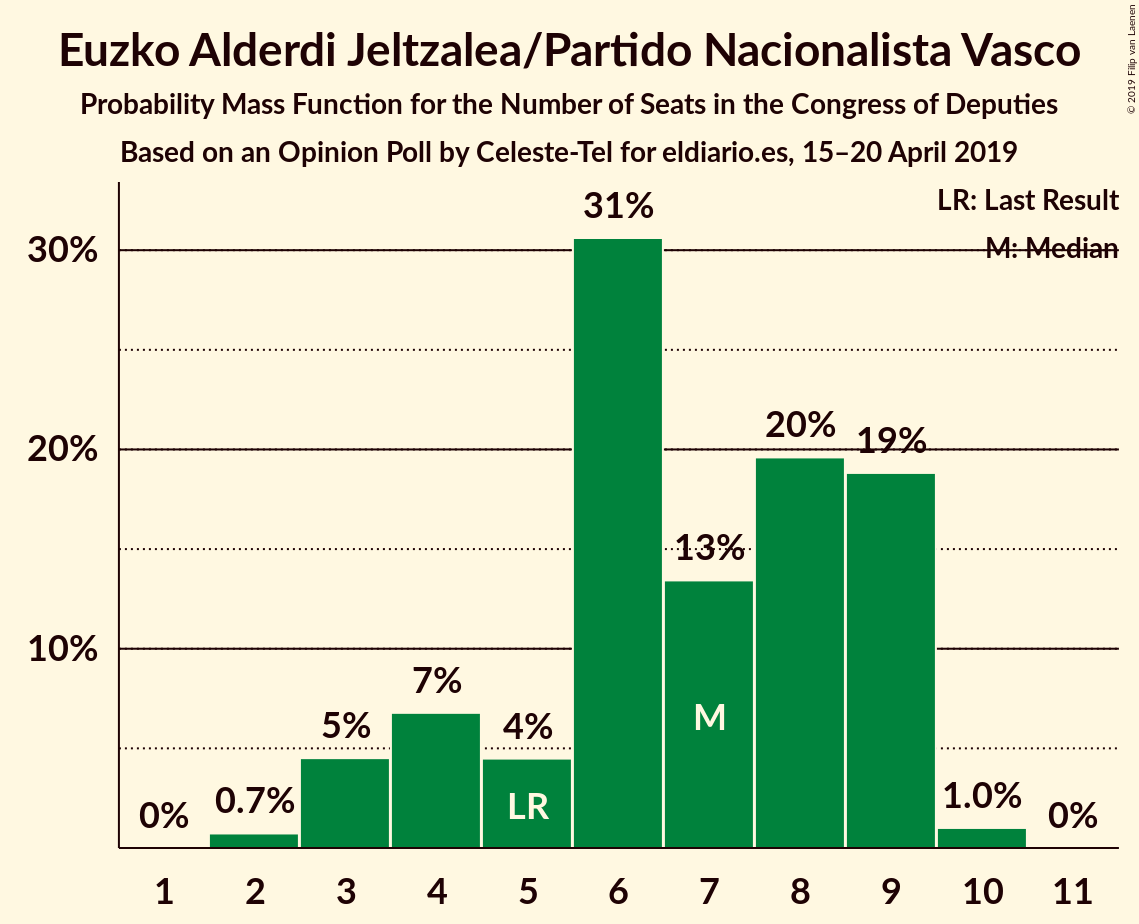 Euzko Alderdi Jeltzalea/Partido Nacionalista Vasco
Probability Mass Function for the Number of Seats in the Congress of Deputies
Based on an Opinion Poll by Celeste-Tel for eldiario.es, 15–20 April 2019
© 2019 Filip van Laenen
LR: Last Result
M: Median
30%
20%
10%
0%
0.7%
5%
7%
4%
31%
13%
20%
19%
1.0%
0%
LR
M
1 2 3 4 5 6 7 8 9 10 11